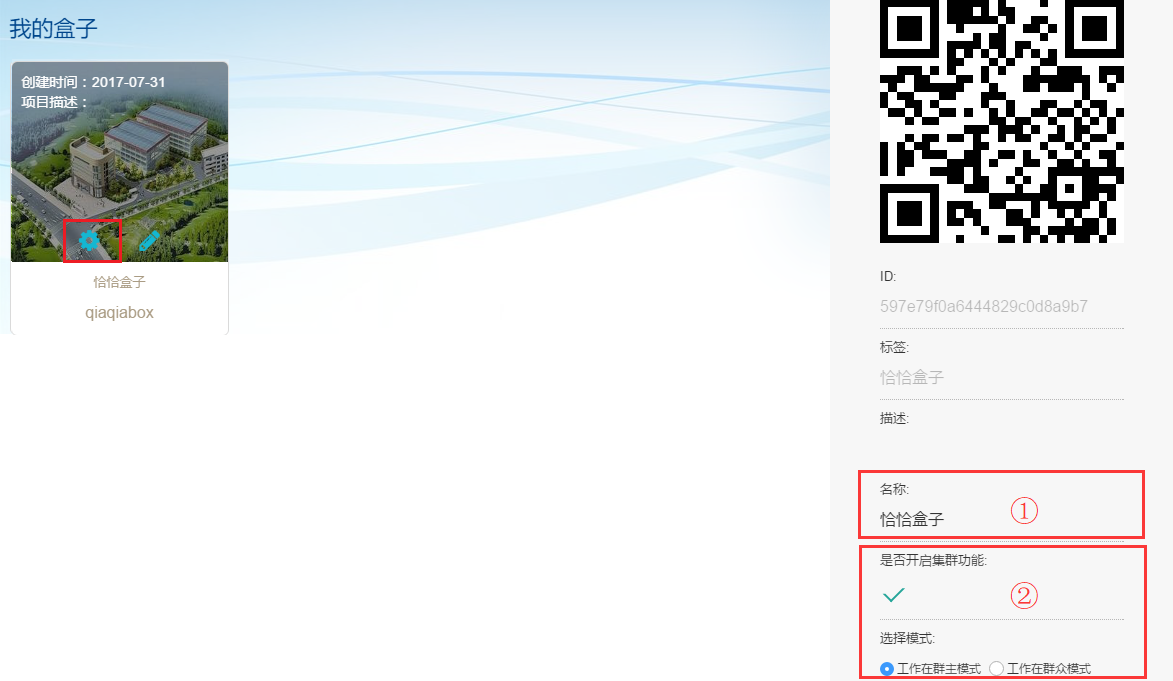 我的盒子
创建时间：2017-07-31
项目描述：
恰恰盒子
qiaqiabox
ID:
597e79f0a6444829c0d8a9b7
标签:
恰恰盒子
描述:
名称:
恰恰盒子
①
是否开启集群功能:
②
选择模式:
工作在群主模式 工作在群众模式